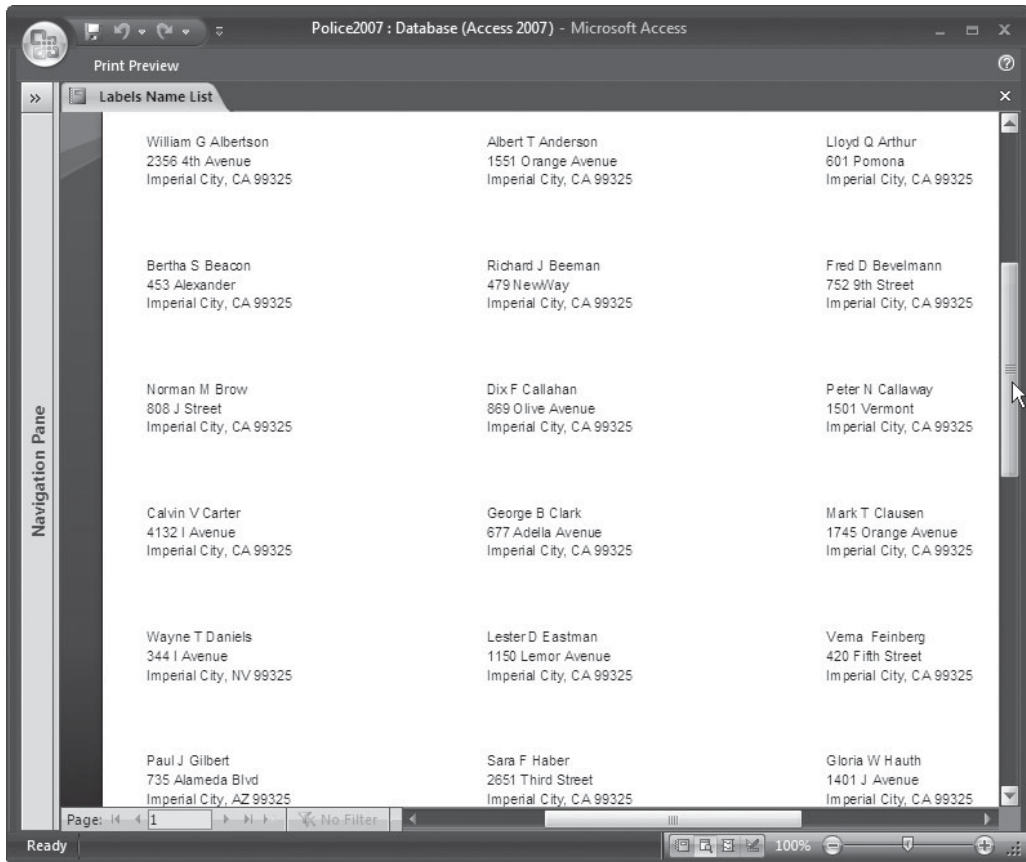 Police2007 : Database (Access 2007) - Microsoft Access
Print Preview
Labels Name List
Navigation Pane
William G Albertson
2356 4th Avenue
Imperial City, CA 99325
Albert T Anderson
1551 Orange Avenue
Imperial City, CA 99325
Lloyd Q Arthur
601 Pomona
Imperial City, CA 99325
Bertha S Beacon
453 Alexander
Imperial City, CA 99325
Richard J Beeman
479 NewWay
Imperial City, CA 99325
Fred D Bevelmann
752 9th Street
Imperial City, CA 99325
Norman M Brow
808 J Street
Imperial City, CA 99325
Dix F Callahan
869 Olive Avenue
Imperial City, CA 99325
Peter N Callaway
1501 Vermont
Imperial City, CA 99325
Calvin V Carter
4132 I Avenue
Imperial City, CA 99325
George B Clark
677 Adella Avenue
Imperial City, CA 99325
Mark T Clausen
1745 Orange Avenue
Imperial City, CA 99325
Wayne T Daniels
344 I Avenue
Imperial City, NV 99325
Lester D Eastman
1150 Lemor Avenue
Imperial City, CA 99325
Verna Feinberg
420 Fifth Street
Imperial City, CA 99325
Paul J Gilbert
735 Alameda Blvd
Imperial City, AZ 99325
Sara F Haber
2651 Third Street
Imperial City, CA 99325
Gloria W Hauth
1401 J Avenue
Imperial City, CA 99325
Page: 1 No Filter
Ready 100%